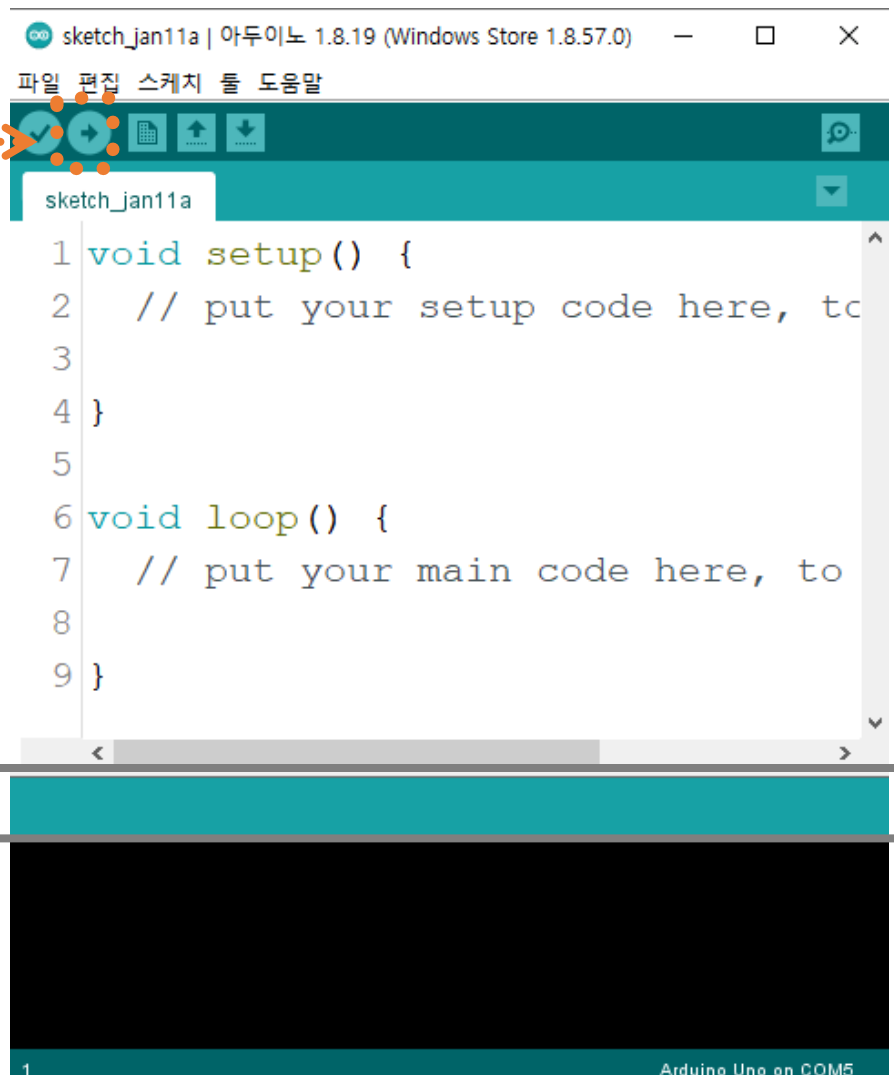 sketch_jan11a | 아두이노 1.8.19 (Windows Store 1.8.57.0)
파일 편집 스케치 툴 도움말
sketch_jan11a
1 void setup() {
2 // put your setup code here, to
3
4 }
5
6 void loop() {
7 // put your main code here, to
8
9 }
1 Arduino Uno on COM5